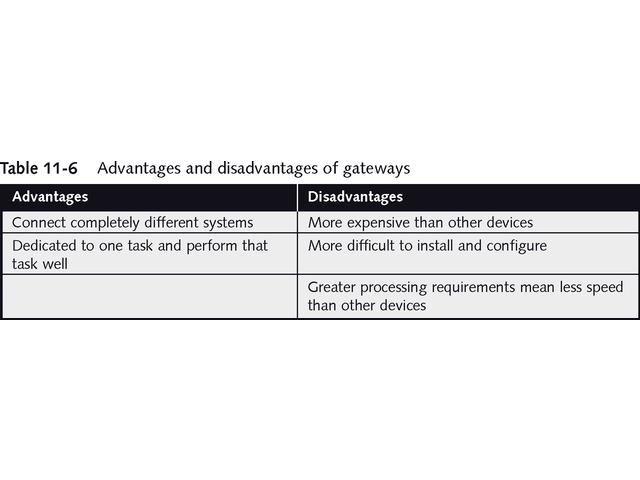 Table 11-6 Advantages and disadvantages of gateways
Advantages Disadvantages
Connect completely different systems More expensive than other devices
Dedicated to one task and perform that More difficult to install and configure
task well
Greater processing requirements mean less speed
than other devices